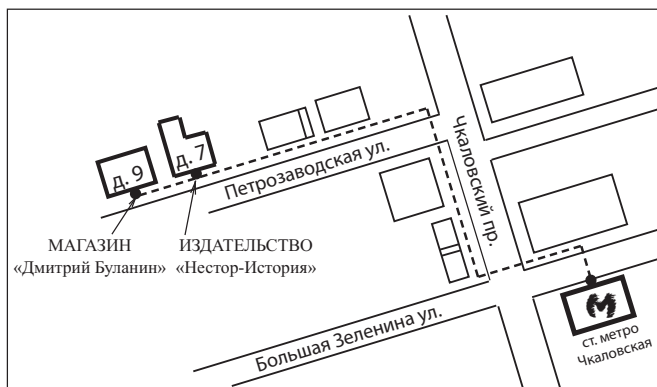 д. 9
д. 7
Петрозаводская ул.
Чкаловский пр.
МАГАЗИН
«Дмитрий Буланин»
ИЗДАТЕЛЬСТВО
«Нестор-История»
Большая Зеленина ул.
М
ст. метро
Чкаловская